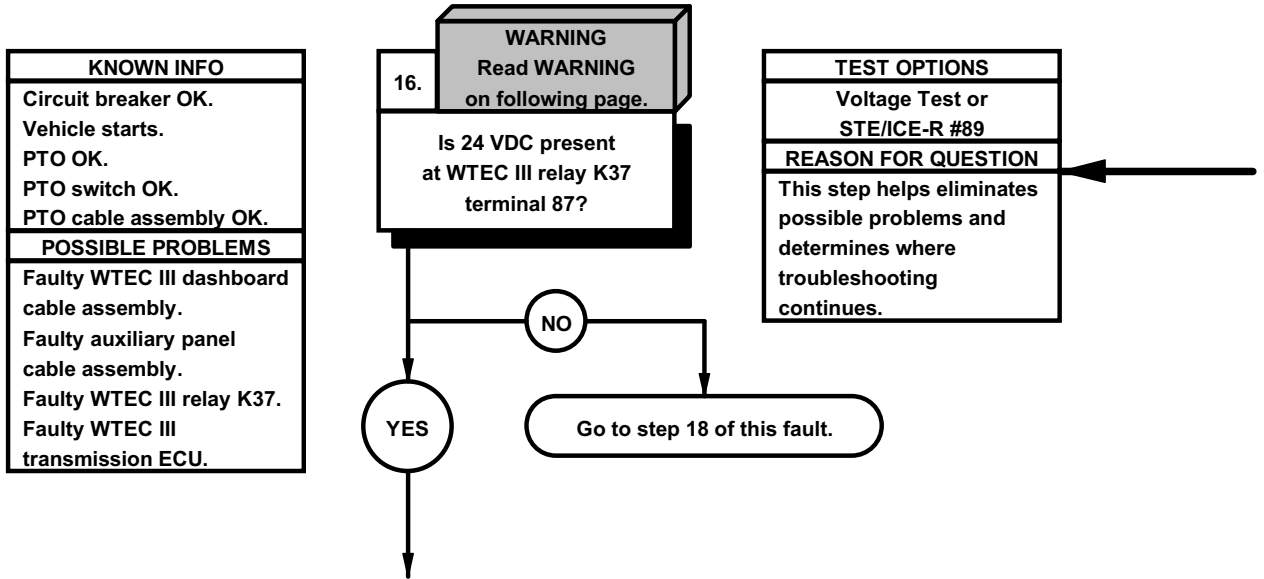 KNOWN INFO
Circuit breaker OK.
Vehicle starts.
PTO OK.
PTO switch OK.
PTO cable assembly OK.
POSSIBLE PROBLEMS
Faulty WTEC III dashboard
cable assembly.
Faulty auxiliary panel
cable assembly.
Faulty WTEC III relay K37.
Faulty WTEC III
transmission ECU.
16.
WARNING
Read WARNING
on following page.
Is 24 VDC present
at WTEC III relay K37
terminal 87?
NO
YES
Go to step 18 of this fault.
TEST OPTIONS
Voltage Test or
STE/ICE-R #89
REASON FOR QUESTION
This step helps eliminates
possible problems and
determines where
troubleshooting
continues.